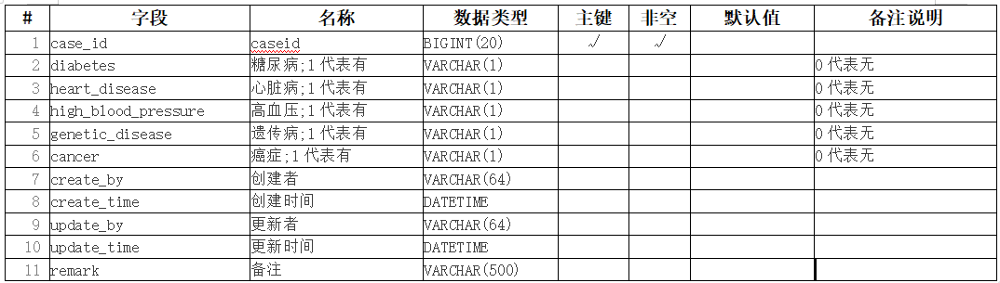 # 字段 名称 数据类型 主键 非空 默认值 备注说明
1 case_id caseid BIGINT(20) √ √
2 diabetes 糖尿病;1代表有 VARCHAR(1) 0代表无
3 heart_disease 心脏病;1代表有 VARCHAR(1) 0代表无
4 high_blood_pressure 高血压;1代表有 VARCHAR(1) 0代表无
5 genetic_disease 遗传病;1代表有 VARCHAR(1) 0代表无
6 cancer 癌症;1代表有 VARCHAR(1) 0代表无
7 create_by 创建者 VARCHAR(64)
8 create_time 创建时间 DATETIME
9 update_by 更新者 VARCHAR(64)
10 update_time 更新时间 DATETIME
11 remark 备注 VARCHAR(500)